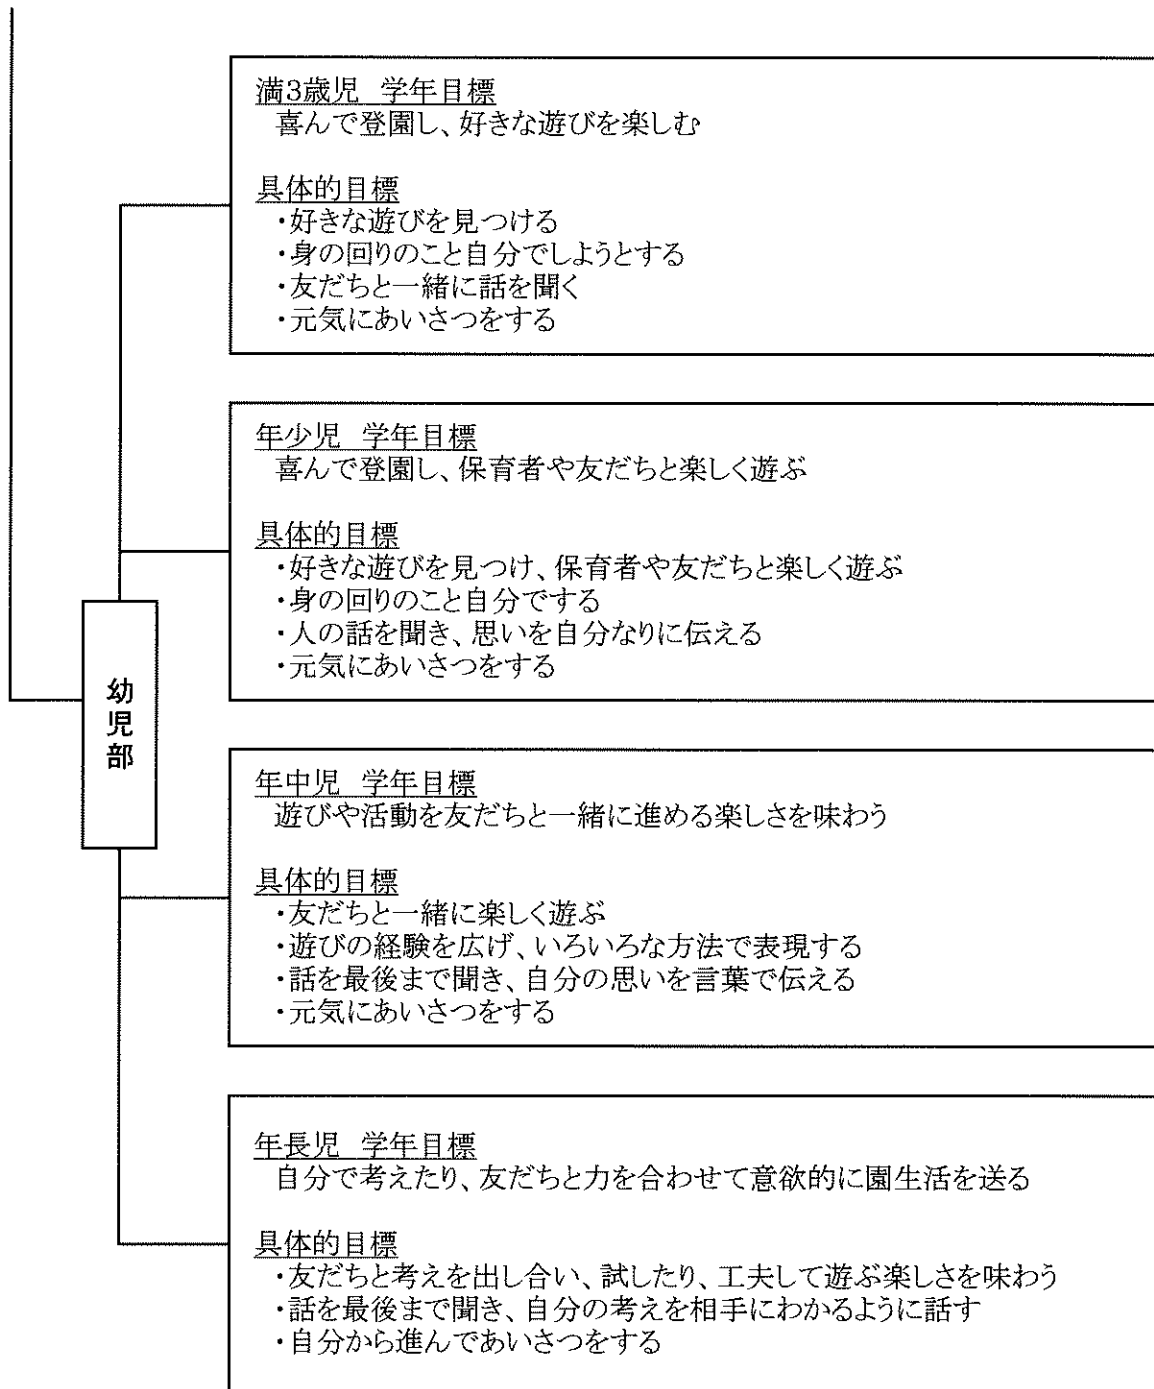 満3歳児 学年目標
喜んで登園し、好きな遊びを楽しむ
具体的目標
・好きな遊びを見つける
・身の回りのこと自分でしようとする
・友だちと一緒に話を聞く
・元気にあいさつをする
年少児 学年目標
喜んで登園し、保育者や友だちと楽しく遊ぶ
具体的目標
・好きな遊びを見つけ、保育者や友だちと楽しく遊ぶ
・身の回りのこと自分でする
・人の話を聞き、思いを自分なりに伝える
・元気にあいさつをする
幼児部
年中児 学年目標
遊びや活動を友だちと一緒に進める楽しさを味わう
具体的目標
・友だちと一緒に楽しく遊ぶ
・遊びの経験を広げ、いろいろな方法で表現する
・話を最後まで聞き、自分の思いを言葉で伝える
・元気にあいさつをする
年長児 学年目標
自分で考えたり、友だちと力を合わせて意欲的に園生活を送る
具体的目標
・友だちと考えを出し合い、試したり、工夫して遊ぶ楽しさを味わう
・話を最後まで聞き、自分の考えを相手にわかるように話す
・自分から進んであいさつをする